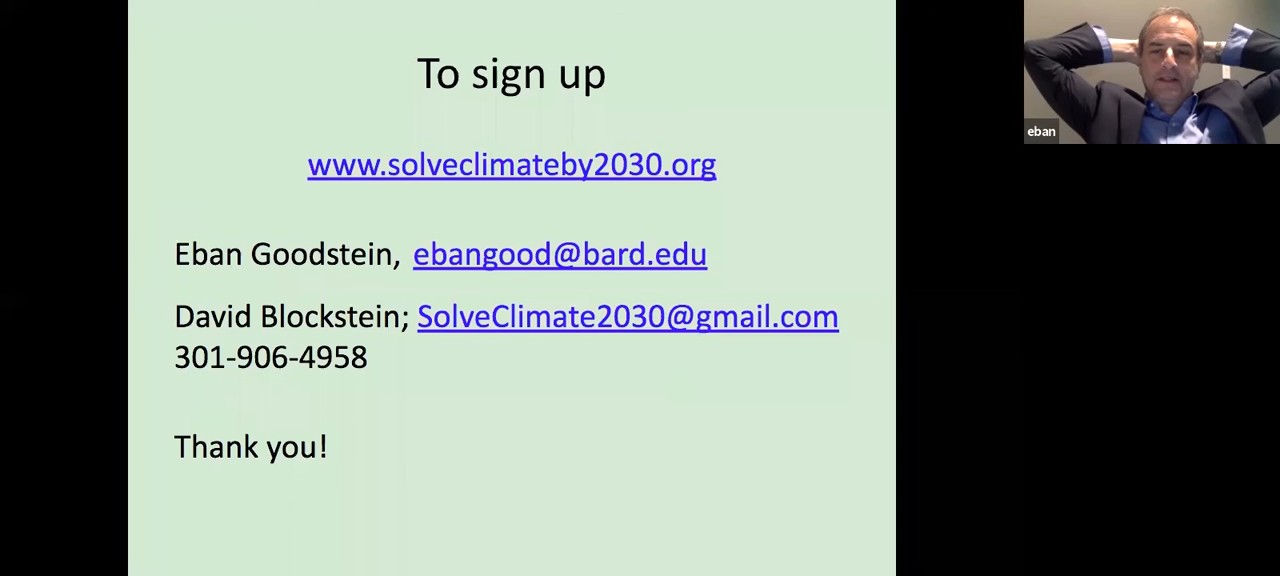 To sign up
www.solveclimateby2030.org
Eban Goodstein, ebangood@bard.edu
David Blockstein; SolveClimate2030@gmail.com
301-906-4958
Thank you!
eban